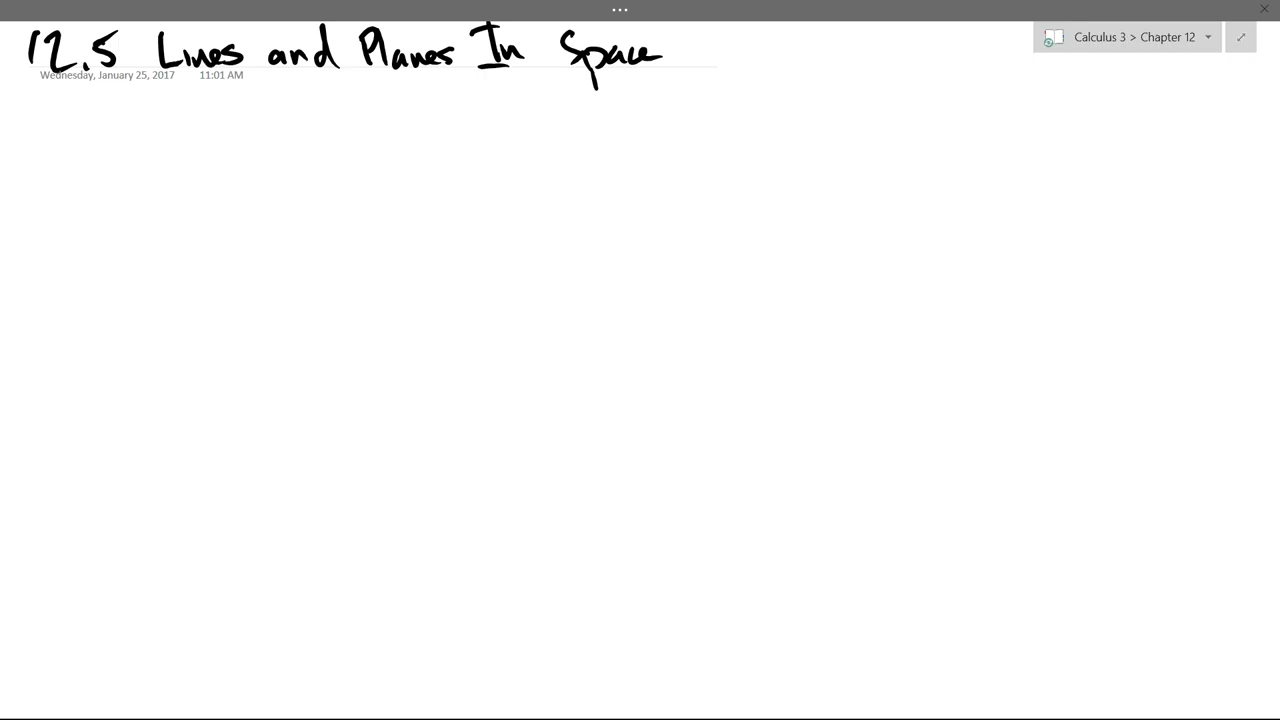 12.5 Lines and Planes In Space
Wednesday, January 25, 2017 11:01 AM
Calculus 3 > Chapter 12